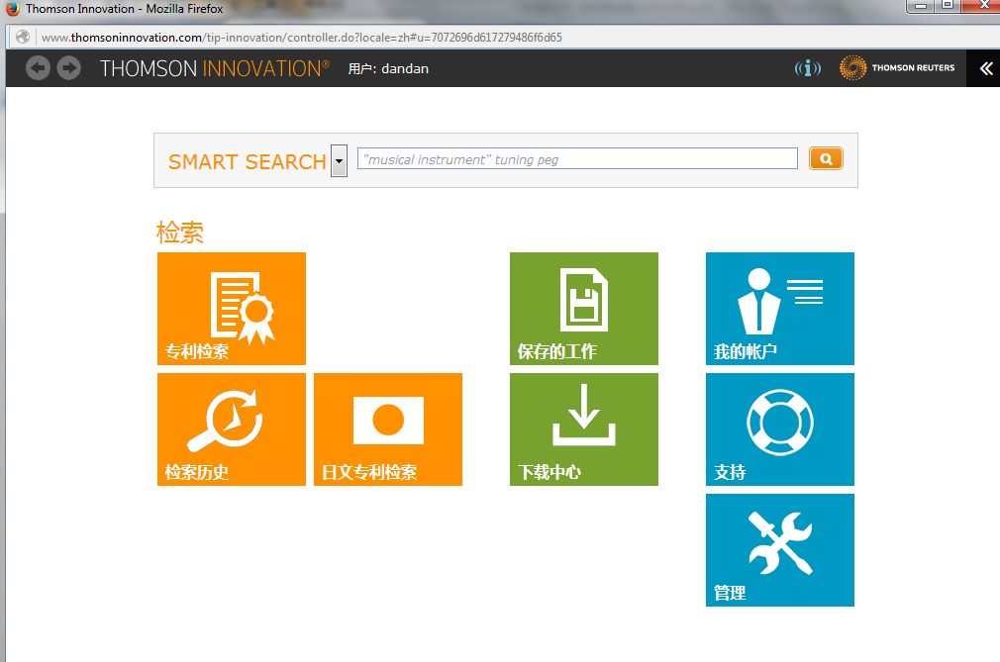 Thomson Innovation - Mozilla Firefox
www.thomsoninnovation.com/tip-innovation/controller.do?locale=zh#u=7072696d617279486f6d65
THOMSON INNOVATION® 用户: dandan THOMSON REUTERS
SMART SEARCH "musical instrument" tuning peg
检索
专利检索 保存的工作 我的帐户
检索历史 日文专利检索 下载中心 支持
管理